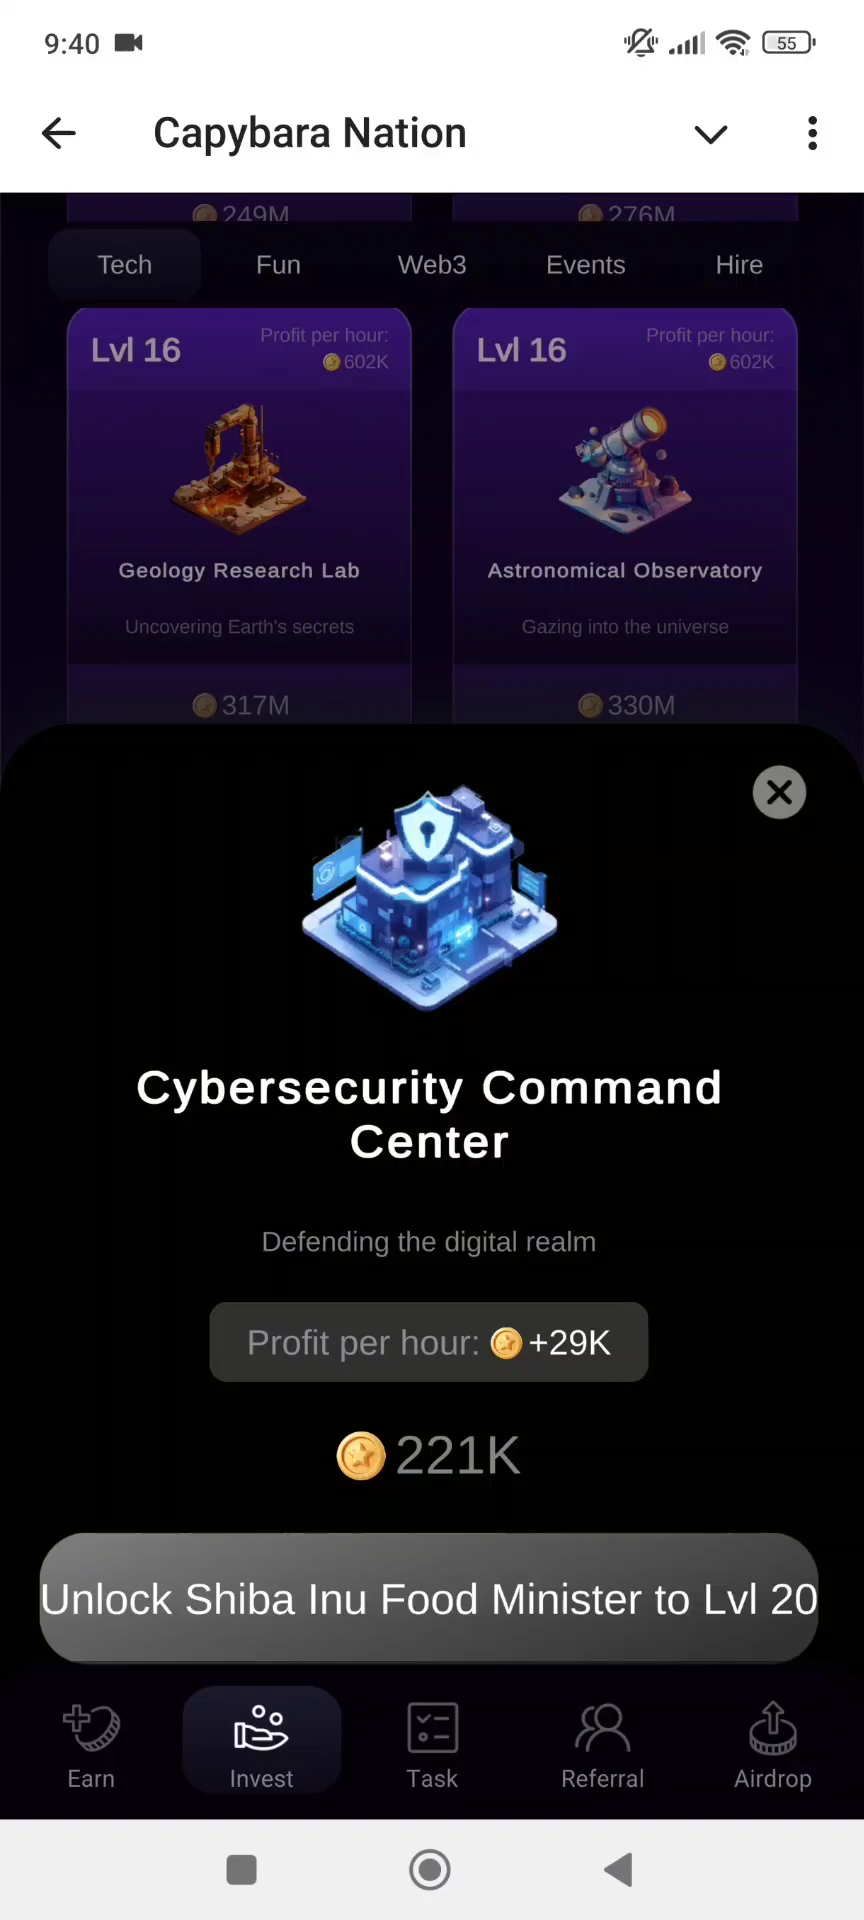 9:40
55
Capybara Nation
249M 276M
Tech Fun Web3 Events Hire
Lvl 16 Profit per hour: 602K
Lvl 16 Profit per hour: 602K
Geology Research Lab Astronomical Observatory
Uncovering Earth's secrets Gazing into the universe
317M 330M
Cybersecurity Command
Center
Defending the digital realm
Profit per hour: +29K
221K
Unlock Shiba Inu Food Minister to Lvl 20
Earn Invest Task Referral Airdrop